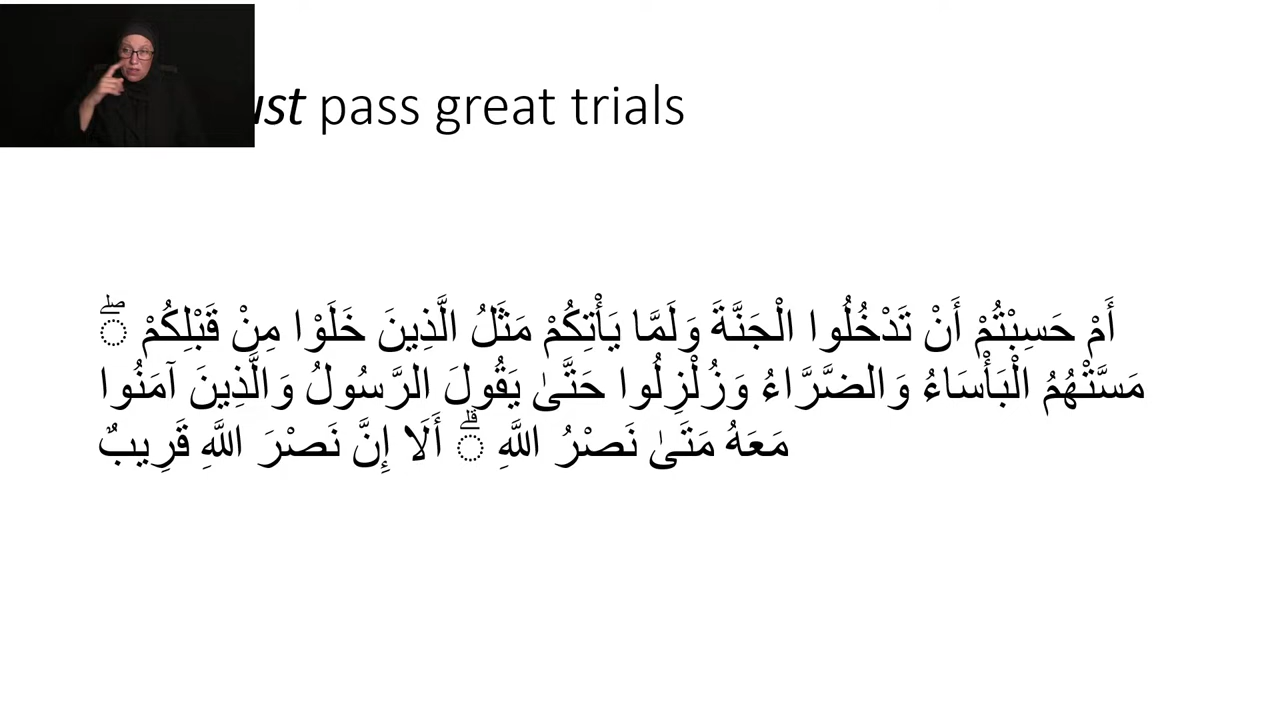 ust pass great trials
أَمْ حَسِبْتُمْ أَنْ تَدْخُلُوا الْجَنَّةَ وَلَمَّا يَأْتِكُمْ مَثَلُ الَّذِينَ خَلَوْا مِنْ قَبْلِكُمْ ۖ
مَسَّتْهُمُ الْبَأْسَاءُ وَالضَّرَّاءُ وَزُلْزِلُوا حَتَّىٰ يَقُولَ الرَّسُولُ وَالَّذِينَ آمَنُوا
مَعَهُ مَتَىٰ نَصْرُ اللَّهِ ۗ أَلَا إِنَّ نَصْرَ اللَّهِ قَرِيبٌ